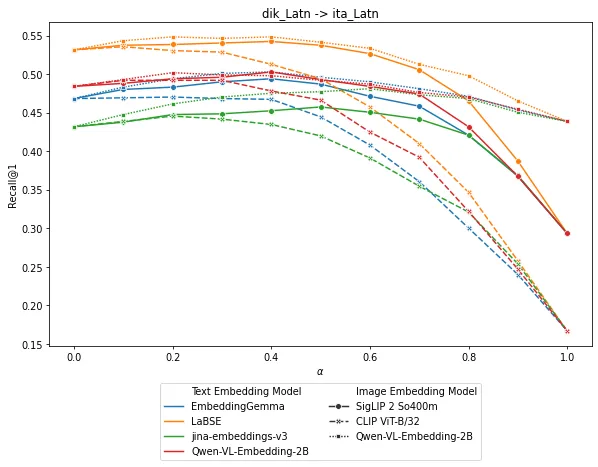 dik_Latn -> ita_Latn
Recall@1
0.55
0.50
0.45
0.40
0.35
0.30
0.25
0.20
0.15
0.0
0.2
0.4
0.6
0.8
1.0
α
Text Embedding Model
EmbeddingGemma
LaBSE
jina-embeddings-v3
Qwen-VL-Embedding-2B
Image Embedding Model
SigLIP 2 So400m
CLIP ViT-B/32
Qwen-VL-Embedding-2B